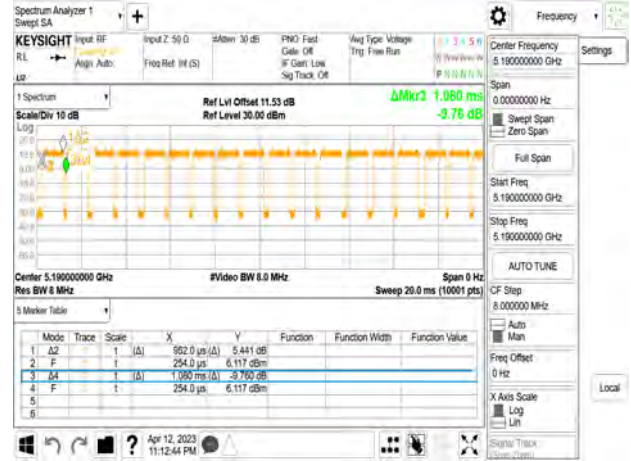 Spectrum Analyzer 1
Swept SA
+
Frequency
KEYSIGHT Input: RF Input Z: 50 Ω #Atten: 30 dB PNO: Fast Avg Type: Voltage
RL Gate: Off Trig: Free Run
Align: Auto Freq Ref: Int (S) IF Gain: Low
Sig Track: Off
Center Frequency
5.190000000 GHz
Settings
Span
0.00000000 Hz
Swept Span
Zero Span
Full Span
Start Freq
5.190000000 GHz
Stop Freq
5.190000000 GHz
AUTO TUNE
CF Step
8.000000 MHz
Auto
Man
Freq Offset
0 Hz
X Axis Scale
Log
Lin
Local
Signal Track
1 Spectrum
Ref Lvl Offset 11.53 dB
ΔMkr3 1.080 ms
Scale/Div 10 dB
Ref Level 30.00 dBm
-9.76 dB
Log
Center 5.190000000 GHz #Video BW 8.0 MHz Span 0 Hz
Res BW 8 MHz Sweep 20.0 ms (10001 pts)
5 Marker Table
Mode Trace Scale X Y Function Function Width Function Value
1 Δ2 t (Δ) 5.441 dB
2 F t 254.0 µs 6.117 dBm
3 Δ4 t (Δ) 1.080 ms (Δ) -9.760 dB
4 F t 254.0 µs 6.117 dBm
5
6
?
Apr 12, 2023
11:12:44 PM